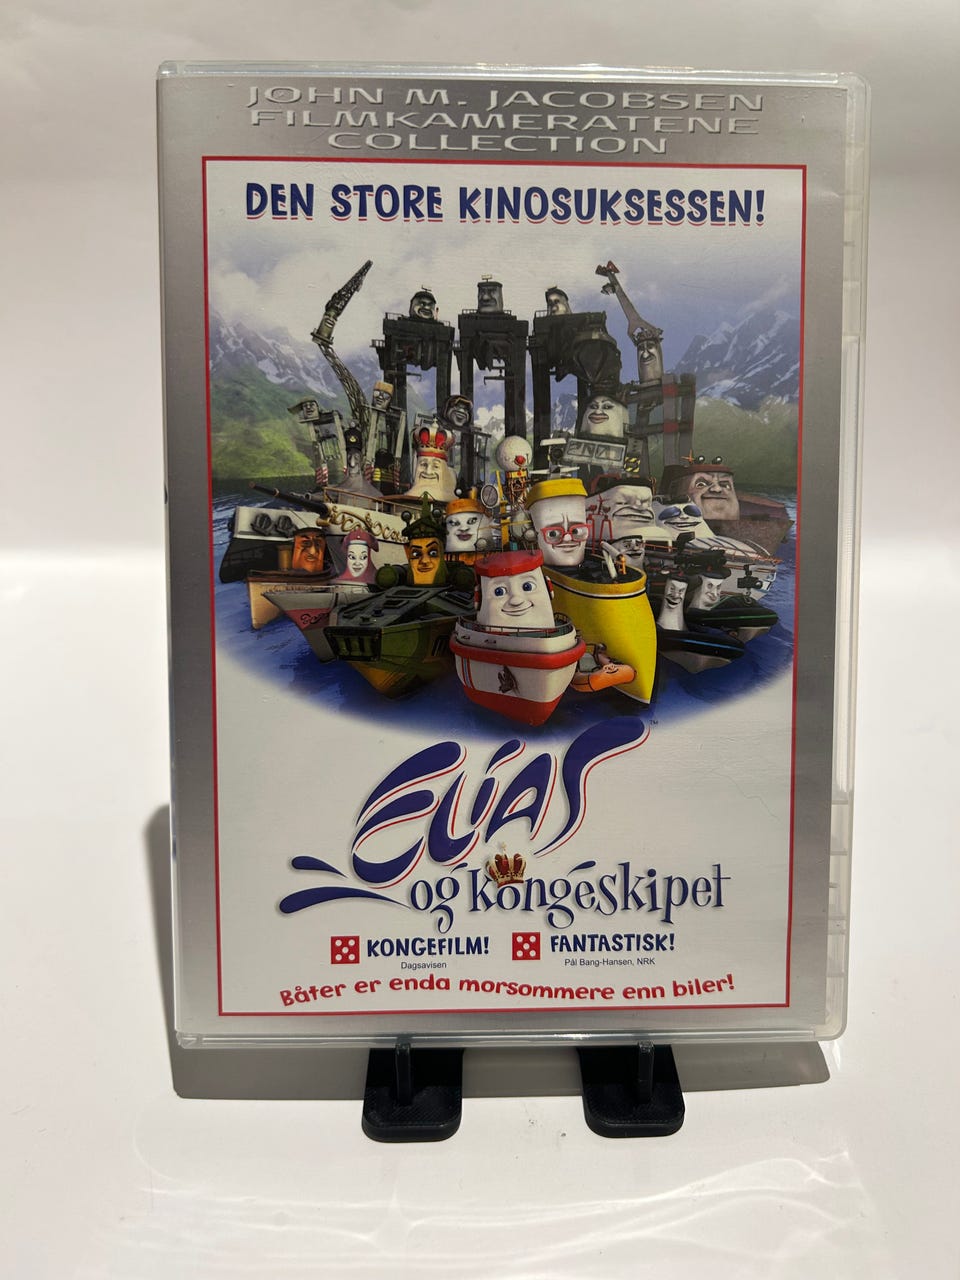 JOHN M. JACOBSEN
FILMKAMERATENE
COLLECTION
DEN STORE KINOSUKSESSEN!
ELIAS™
og kongeskipet
KONGEFILM! FANTASTISK!
Dagsavisen Pål Bang-Hansen, NRK
Båter er enda morsommere enn biler!